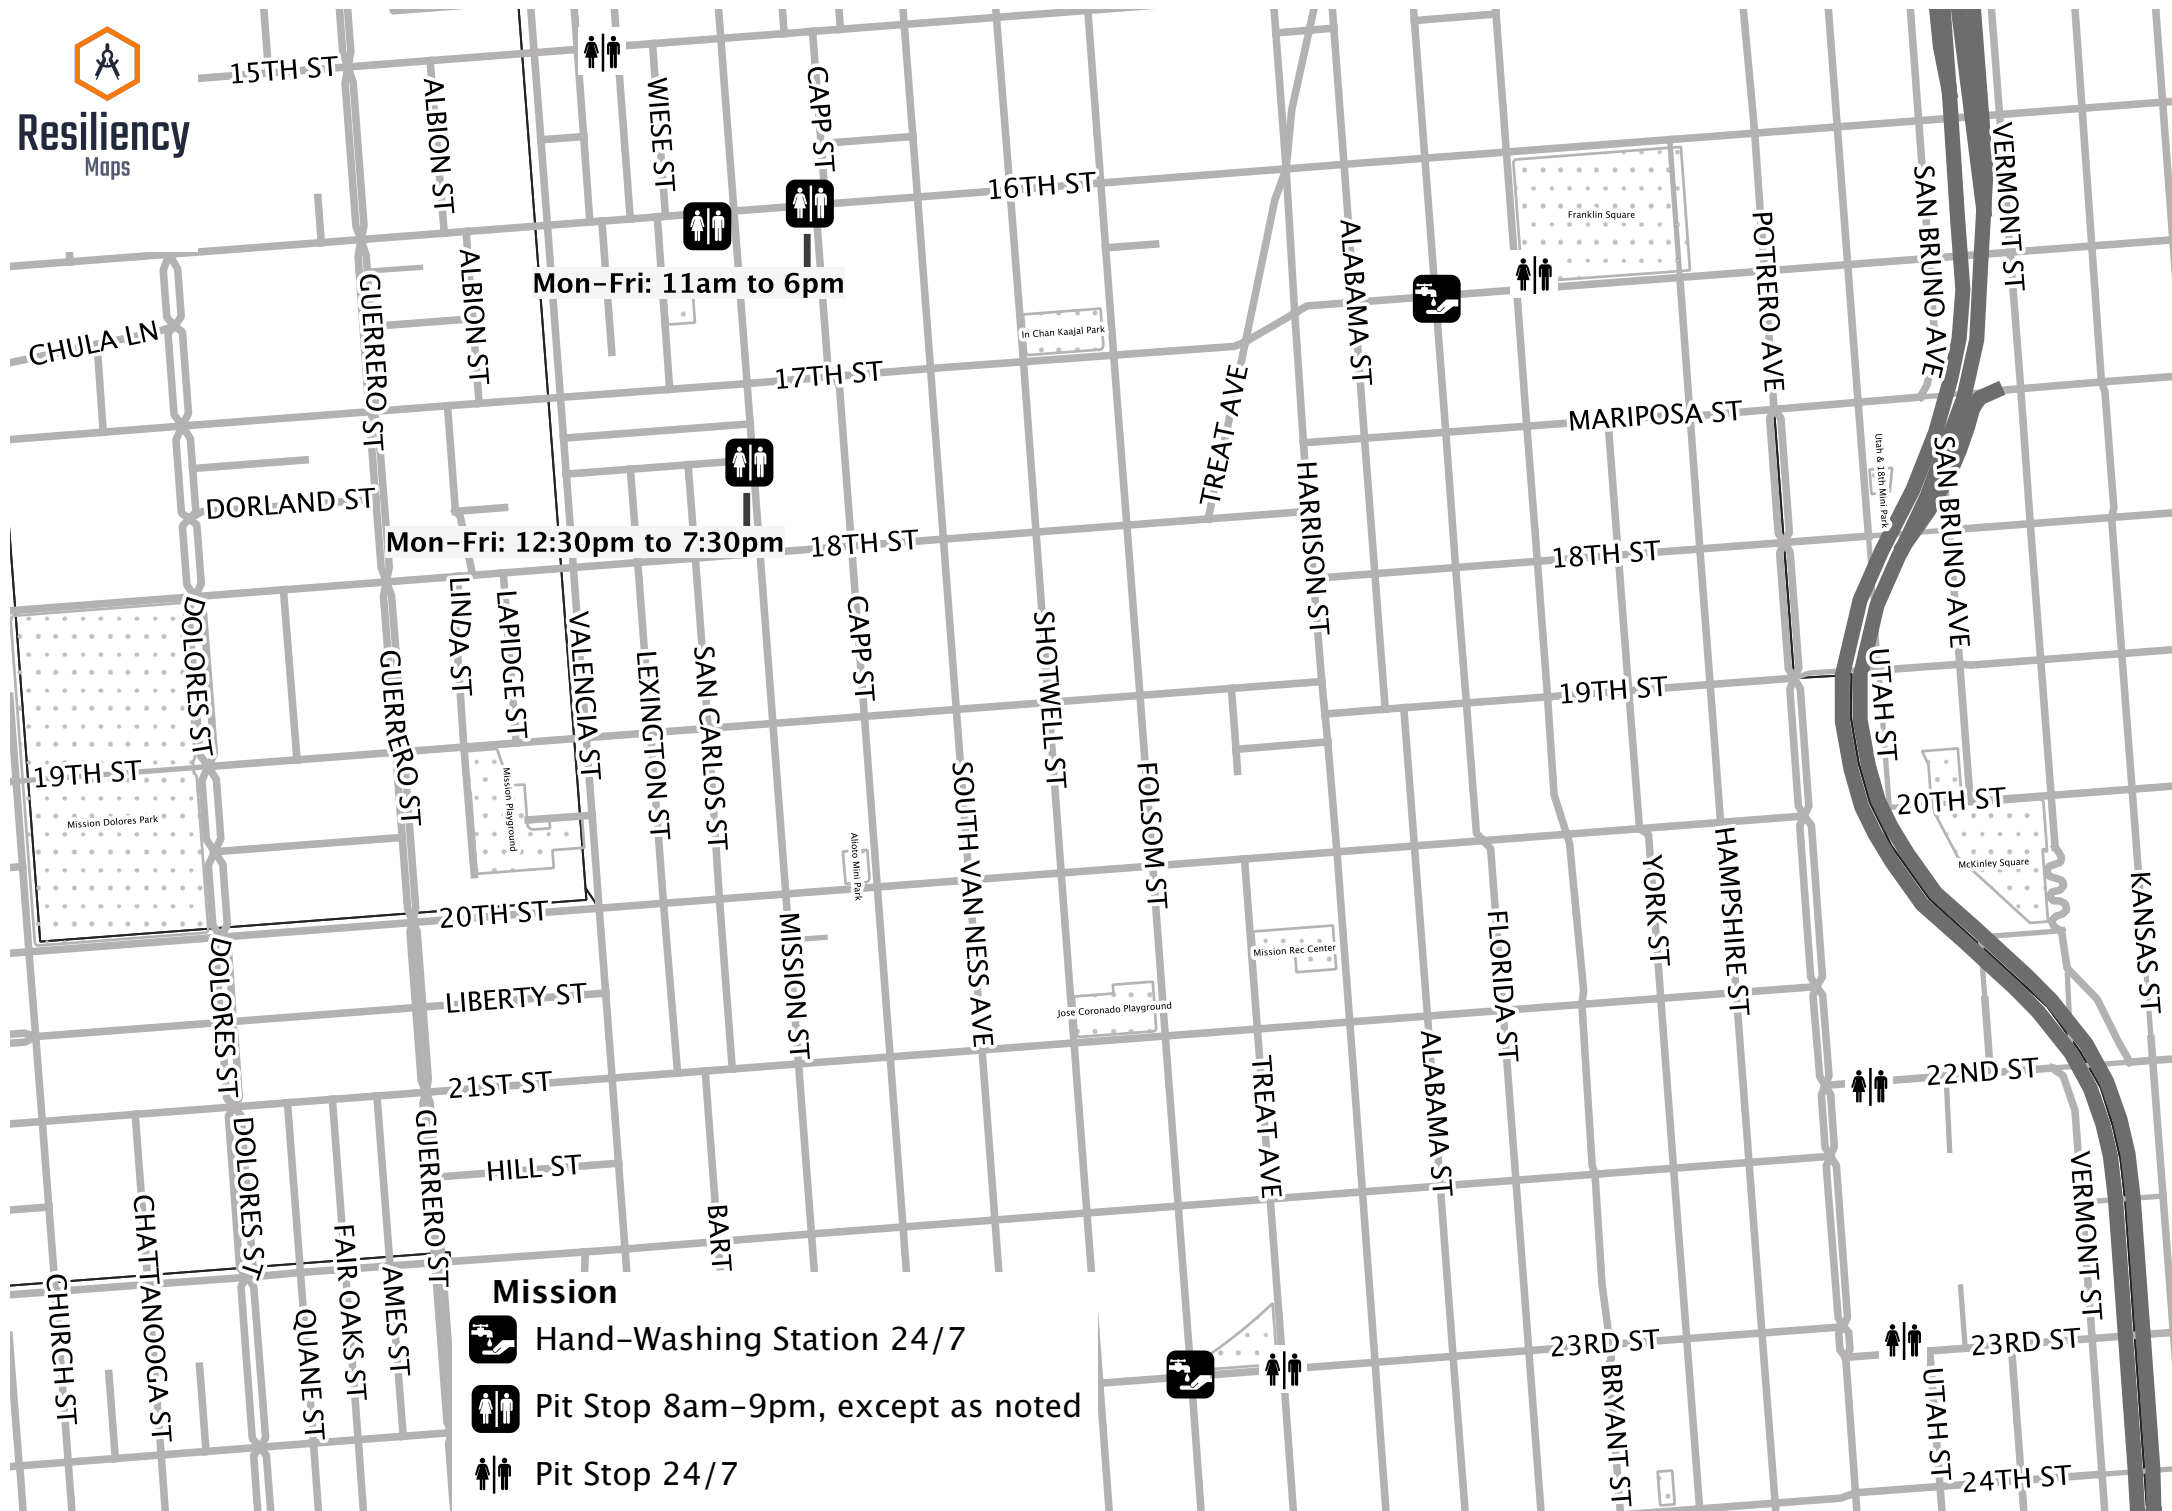 Resiliency
Maps
15TH ST
ALBION ST
WIESE ST
CAPP ST
16TH ST
VERMONT ST
SAN BRUNO AVE
Franklin Square
POTRERO AVE
ALABAMA ST
ALBION ST
GUERRERO ST
Mon-Fri: 11am to 6pm
CHULA LN
In Chan Kaajal Park
17TH ST
TREAT AVE
MARIPOSA ST
Utah & 18th Mini Park
SAN BRUNO AVE
HARRISON ST
DORLAND ST
Mon-Fri: 12:30pm to 7:30pm
18TH ST
18TH ST
DOLORES ST
LINDA ST
LAPIDGE ST
VALENCIA ST
CAPP ST
SHOTWELL ST
GUERRERO ST
LEXINGTON ST
SAN CARLOS ST
UTAH ST
19TH ST
19TH ST
Mission Dolores Park
Mission Playground
SOUTH VAN NESS AVE
FOLSOM ST
20TH ST
McKinley Square
Alioto Mini Park
HAMPSHIRE ST
YORK ST
KANSAS ST
20TH ST
MISSION ST
FLORIDA ST
Mission Rec Center
DOLORES ST
LIBERTY ST
Jose Coronado Playground
ALABAMA ST
TREAT AVE
22ND ST
21ST ST
GUERRERO ST
DOLORES ST
HILL ST
VERMONT ST
CHATTANOOGA ST
BART
FAIR OAKS ST
AMES ST
CHURCH ST
QUANE ST
23RD ST
23RD ST
BRYANT ST
UTAH ST
24TH ST
Mission
Hand-Washing Station 24/7
Pit Stop 8am-9pm, except as noted
Pit Stop 24/7